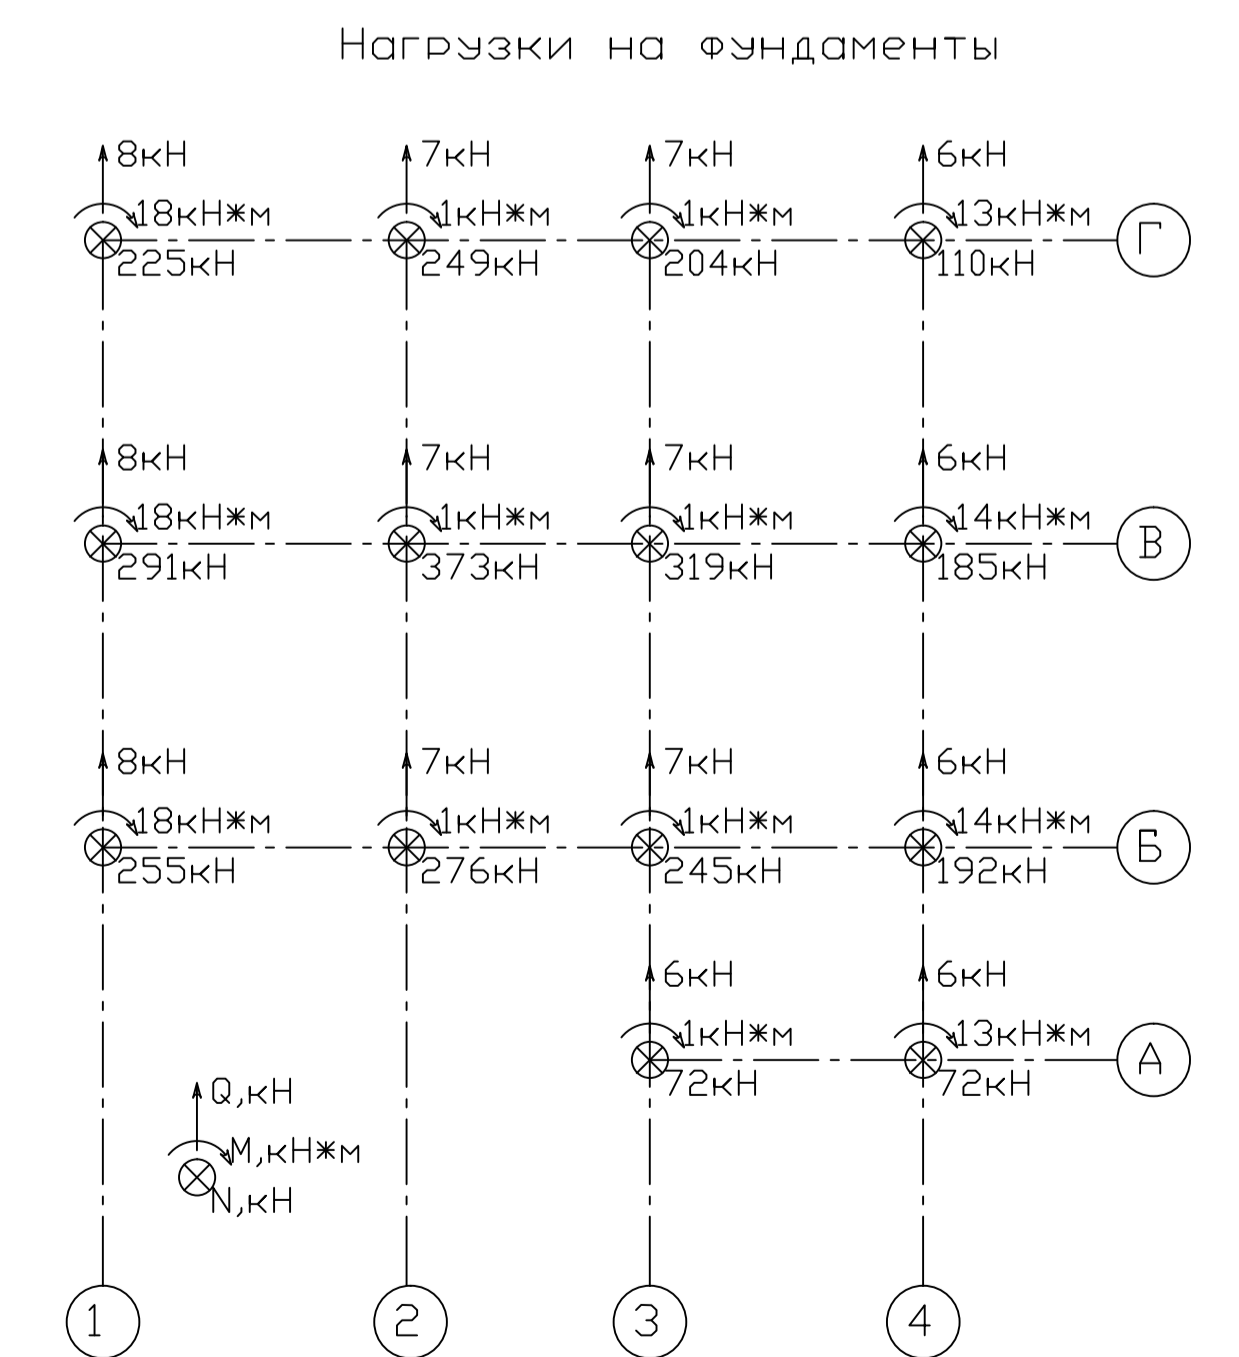 Нагрузки на фундаменты
8кН 7кН 7кН 6кН
18кН*м 1кН*м 1кН*м 13кН*м
Г
225кН 249кН 204кН 110кН
8кН 7кН 7кН 6кН
18кН*м 1кН*м 1кН*м 14кН*м
В
291кН 373кН 319кН 185кН
8кН 7кН 7кН 6кН
18кН*м 1кН*м 1кН*м 14кН*м
Б
255кН 276кН 245кН 192кН
6кН 6кН
1кН*м 13кН*м
А
72кН 72кН
Q,кН
М,кН*м
N,кН
1 2 3 4